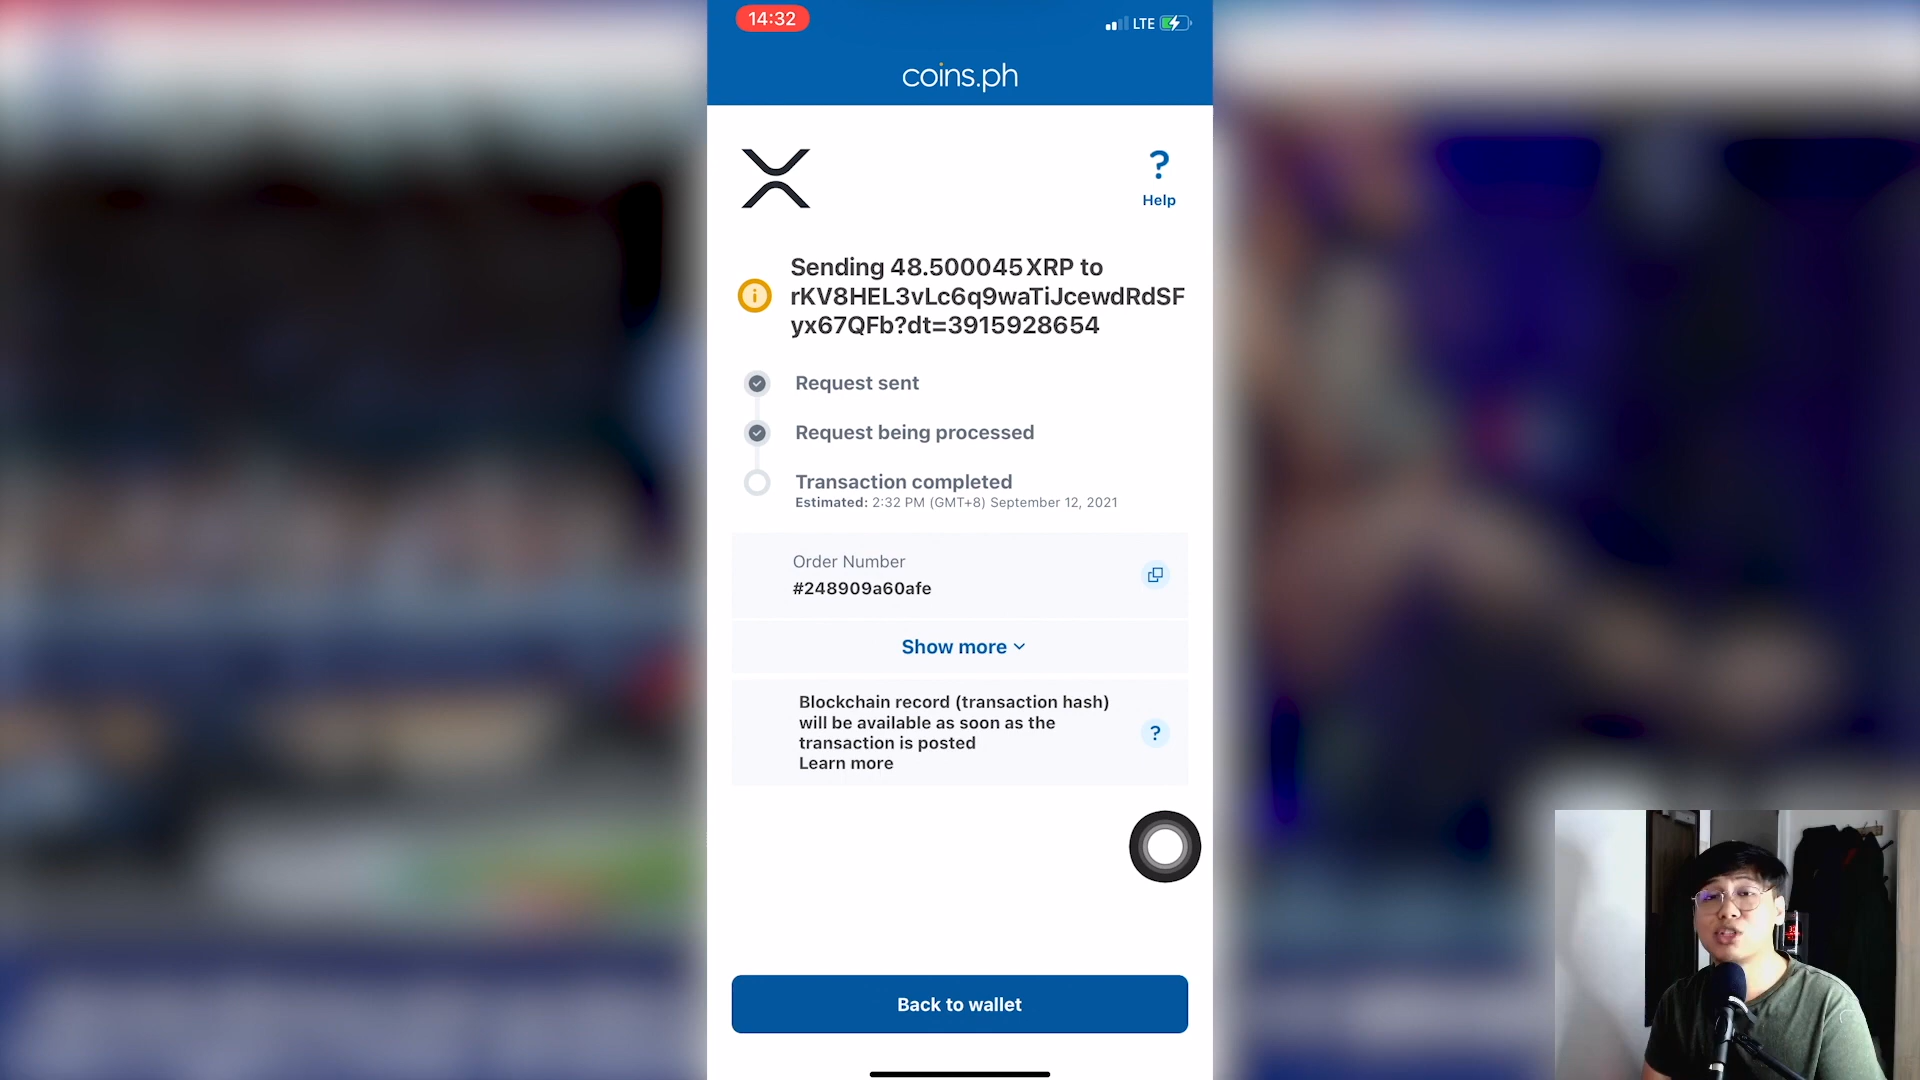 14:32
LTE
coins.ph
?
Help
Sending 48.500045 XRP to
rKV8HEL3vLc6q9waTiJcewdRdSF
yx67QFb?dt=3915928654
Request sent
Request being processed
Transaction completed
Estimated: 2:32 PM (GMT+8) September 12, 2021
Order Number
#248909a60afe
Show more
Blockchain record (transaction hash)
will be available as soon as the
transaction is posted
?
Learn more
Back to wallet